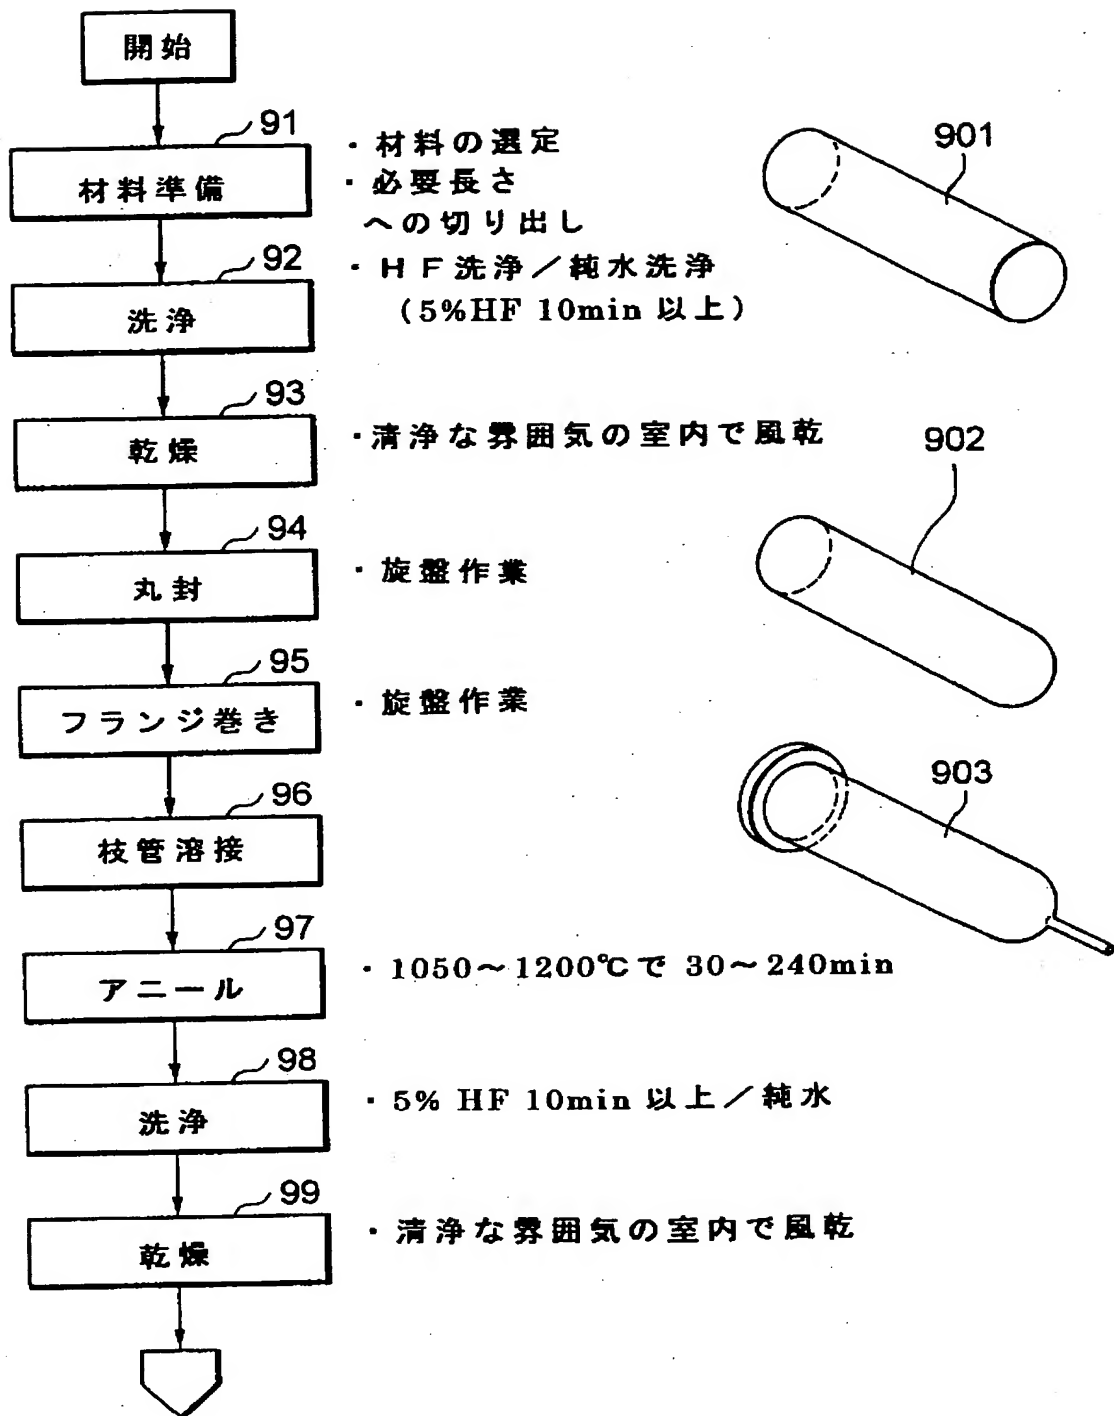 開始
91
材料準備
・材料の選定
・必要長さ
への切り出し
901
92
洗浄
・HF洗浄／純水洗浄
（5%HF 10min 以上）
93
乾燥
・清浄な雰囲気の室内で風乾
902
94
丸封
・旋盤作業
95
フランジ巻き
・旋盤作業
903
96
枝管溶接
97
アニール
・1050～1200℃で 30～240min
98
洗浄
・5% HF 10min 以上／純水
99
乾燥
・清浄な雰囲気の室内で風乾